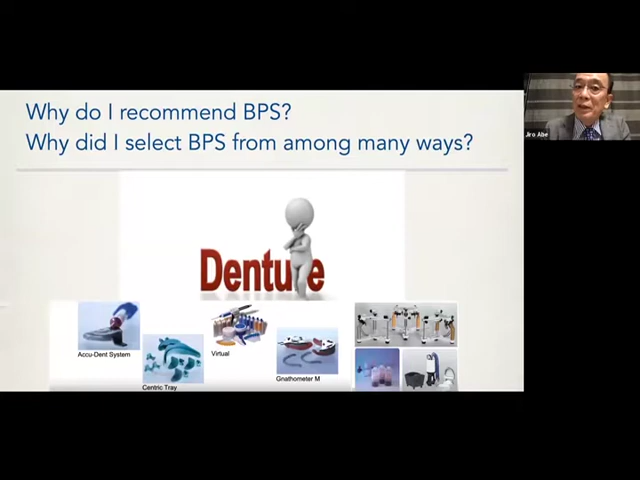 Why do I recommend BPS?
Why did I select BPS from among many ways?
Jiro Abe
Denture
Accu-Dent System
Centric Tray
Virtual
Gnathometer M